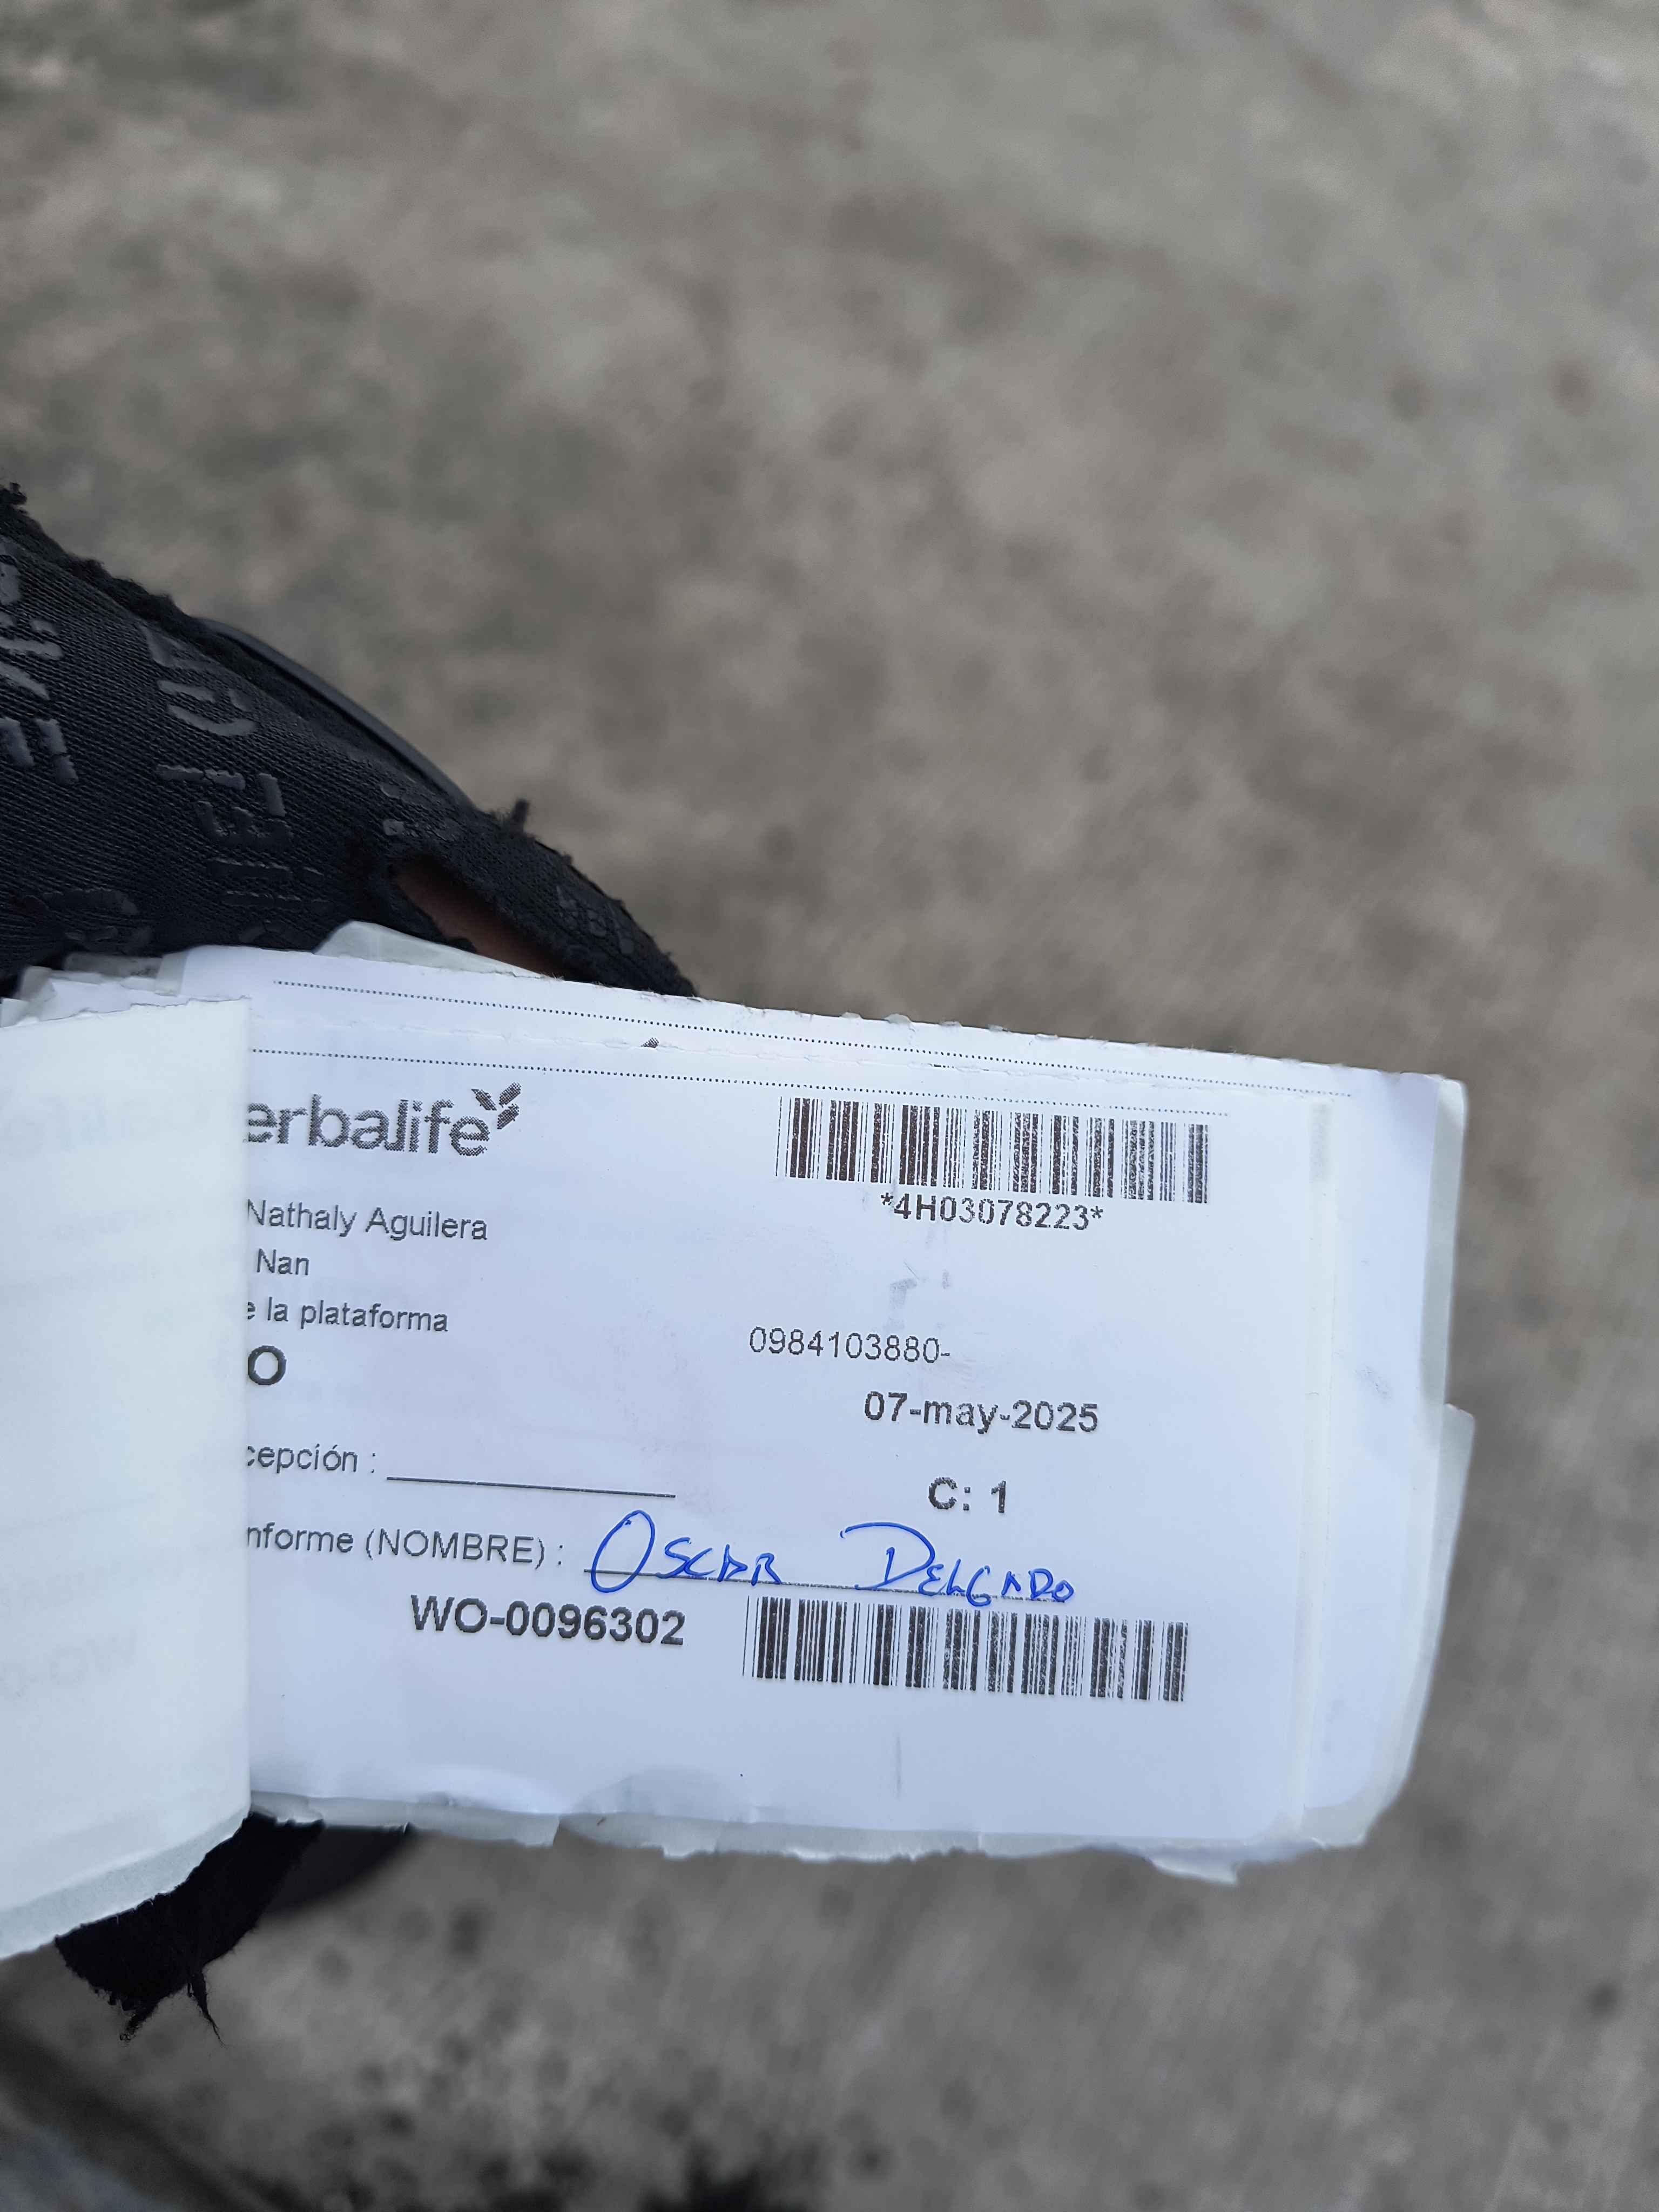 erbalife
*4H03078223*
Nathaly Aguilera
Nan
e la plataforma
0984103880-
O
07-may-2025
cepción :
C: 1
nforme (NOMBRE) : OSCAR DELGADO
WO-0096302